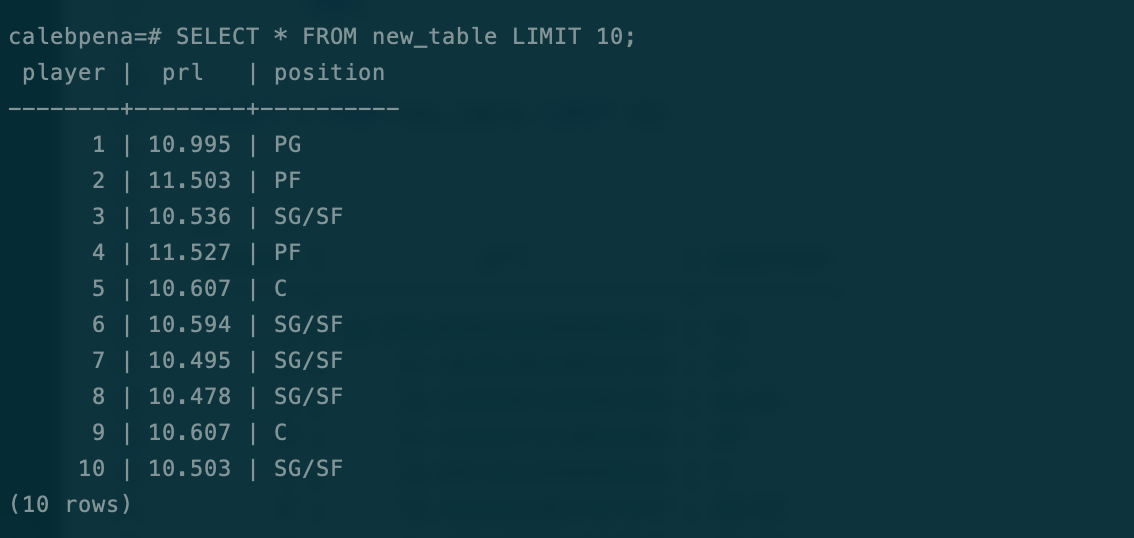 calebpena=# SELECT * FROM new_table LIMIT 10;
 player |  prl   | position
--------+--------+----------
      1 | 10.995 | PG
      2 | 11.503 | PF
      3 | 10.536 | SG/SF
      4 | 11.527 | PF
      5 | 10.607 | C
      6 | 10.594 | SG/SF
      7 | 10.495 | SG/SF
      8 | 10.478 | SG/SF
      9 | 10.607 | C
     10 | 10.503 | SG/SF
(10 rows)